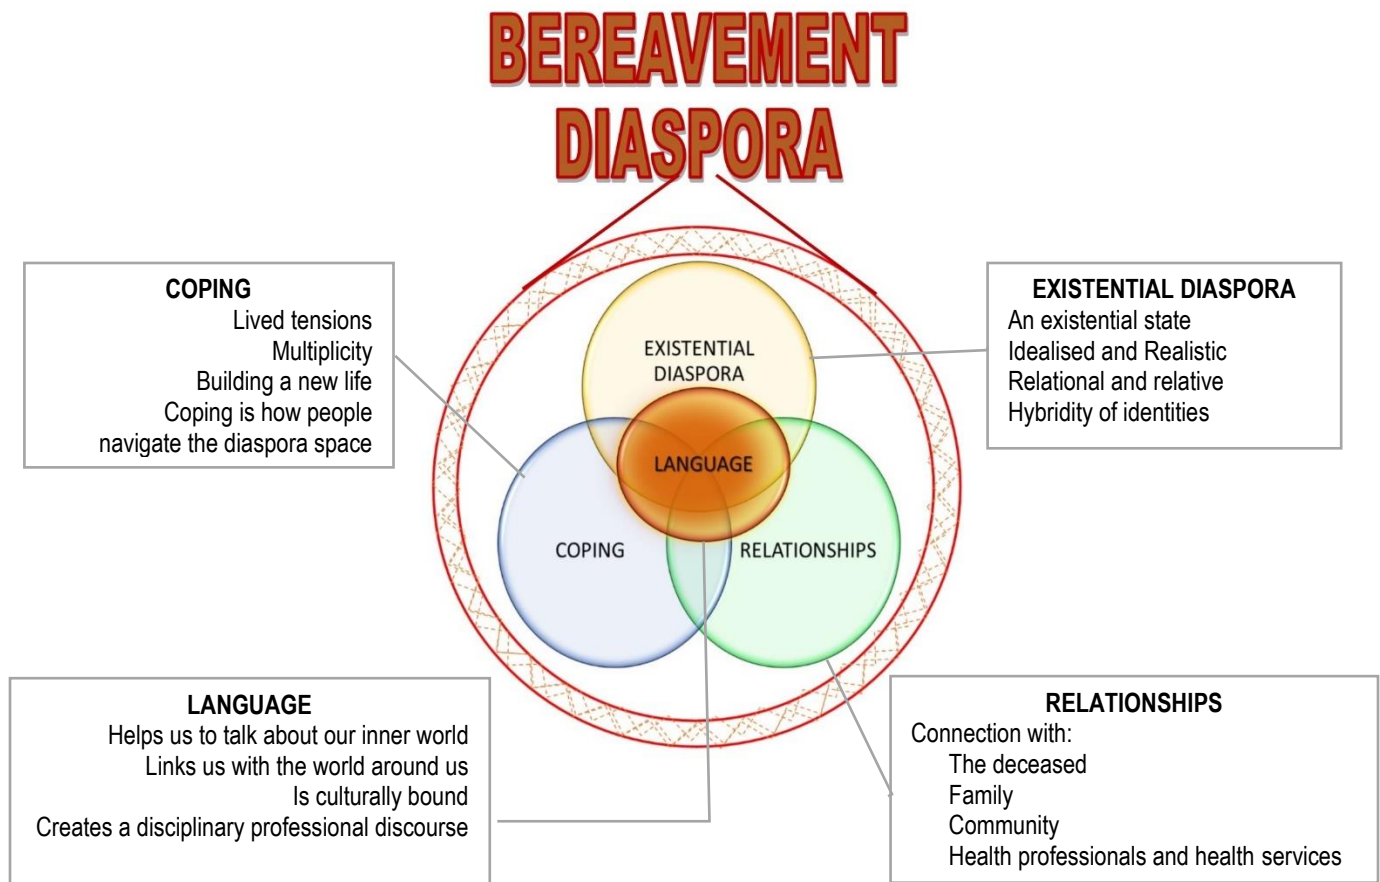 BEREAVEMENT
DIASPORA
COPING
Lived tensions
Multiplicity
Building a new life
Coping is how people
navigate the diaspora space
EXISTENTIAL DIASPORA
An existential state
Idealised and Realistic
Relational and relative
Hybridity of identities
EXISTENTIAL
DIASPORA
LANGUAGE
COPING
RELATIONSHIPS
LANGUAGE
Helps us to talk about our inner world
Links us with the world around us
Is culturally bound
Creates a disciplinary professional discourse
RELATIONSHIPS
Connection with:
The deceased
Family
Community
Health professionals and health services